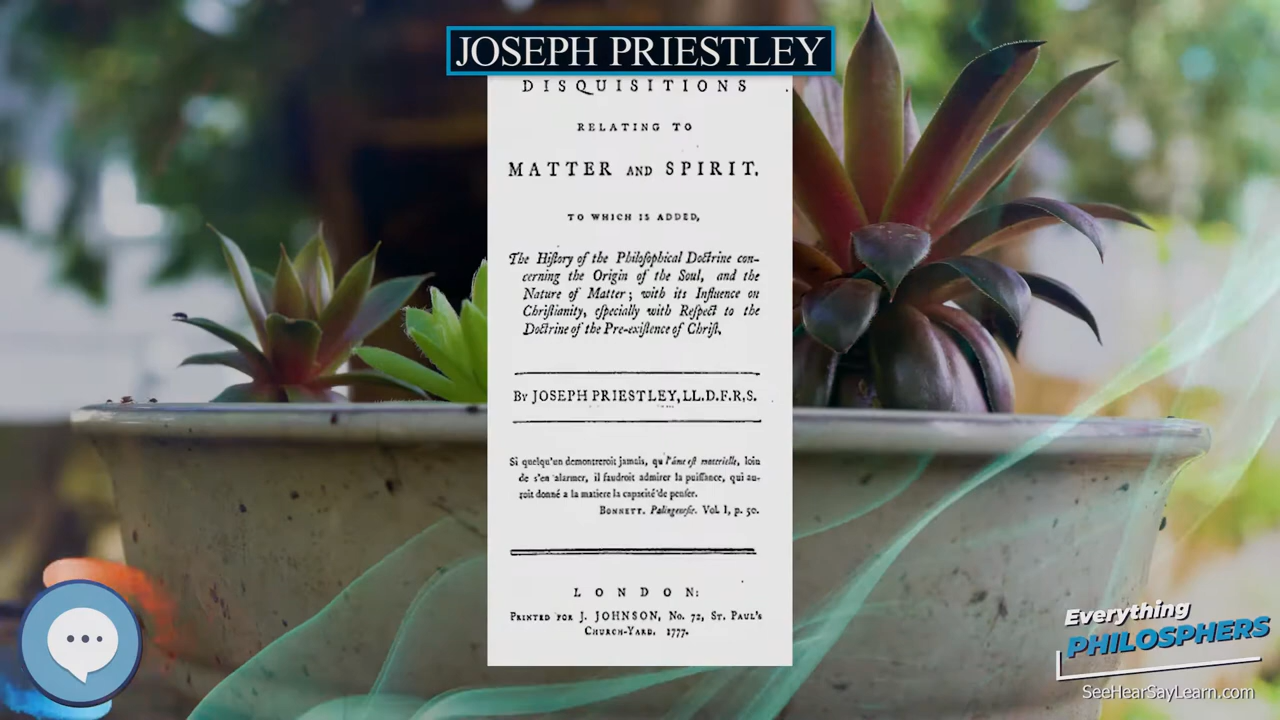 JOSEPH PRIESTLEY
DISQUISITIONS
RELATING TO
MATTER AND SPIRIT.
TO WHICH IS ADDED,
The Hiſtory of the Philoſophical Doctrine con-
cerning the Origin of the Soul, and the
Nature of Matter; with its Influence on
Chriſtianity, eſpecially with Reſpect to the
Doctrine of the Pre-exiſtence of Chriſt.
By JOSEPH PRIESTLEY, LL.D.F.R.S.
Si quelqu'un demontreroit jamais, que l'âme eſt materielle, loin
de s'en alarmer, il faudroit admirer la puiſſance, qui au-
roit donné a la matiere la capacité de penſer.
BONNETT. Palingeneſie. Vol. I, p. 50.
LONDON:
PRINTED FOR J. JOHNSON, No. 72, ST. PAUL'S
CHURCH-YARD. 1777.
Everything
PHILOSPHERS
SeeHearSayLearn.com